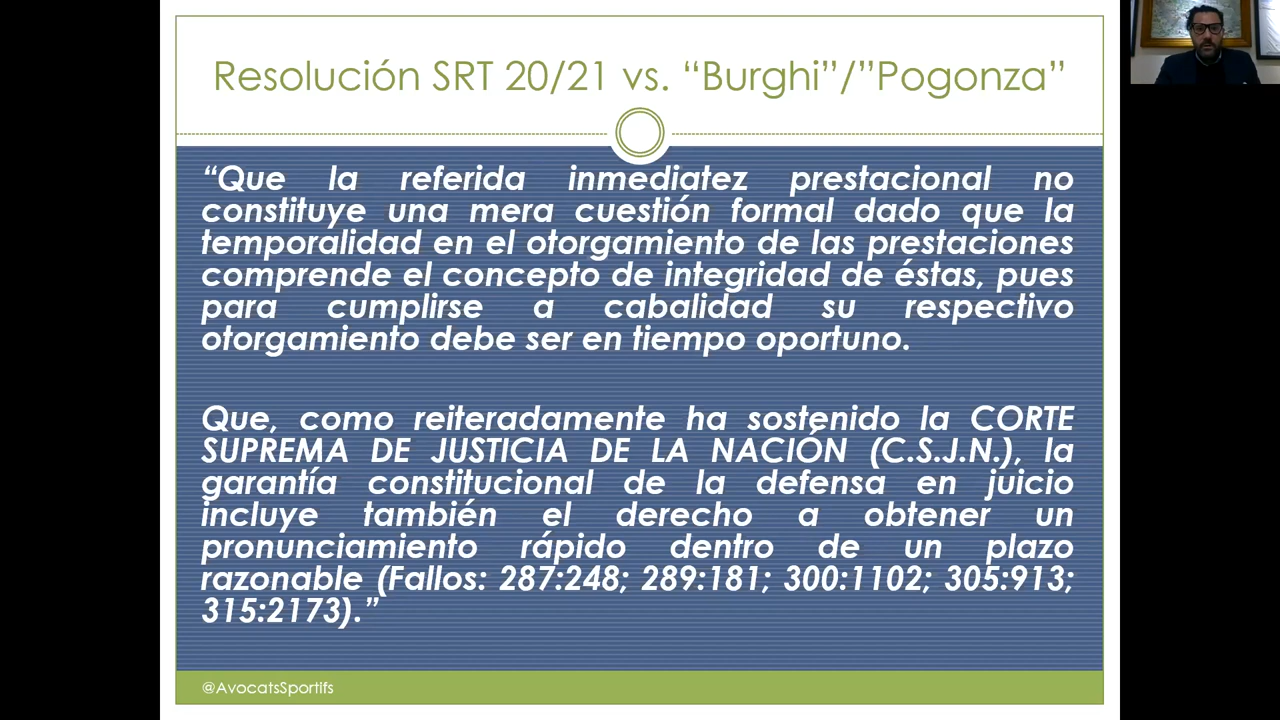 Resolución SRT 20/21 vs. “Burghi”/”Pogonza”
“Que la referida inmediatez prestacional no
constituye una mera cuestión formal dado que la
temporalidad en el otorgamiento de las prestaciones
comprende el concepto de integridad de éstas, pues
para cumplirse a cabalidad su respectivo
otorgamiento debe ser en tiempo oportuno.
Que, como reiteradamente ha sostenido la CORTE
SUPREMA DE JUSTICIA DE LA NACIÓN (C.S.J.N.), la
garantía constitucional de la defensa en juicio
incluye también el derecho a obtener un
pronunciamiento rápido dentro de un plazo
razonable (Fallos: 287:248; 289:181; 300:1102; 305:913;
315:2173).”
@AvocatsSportifs